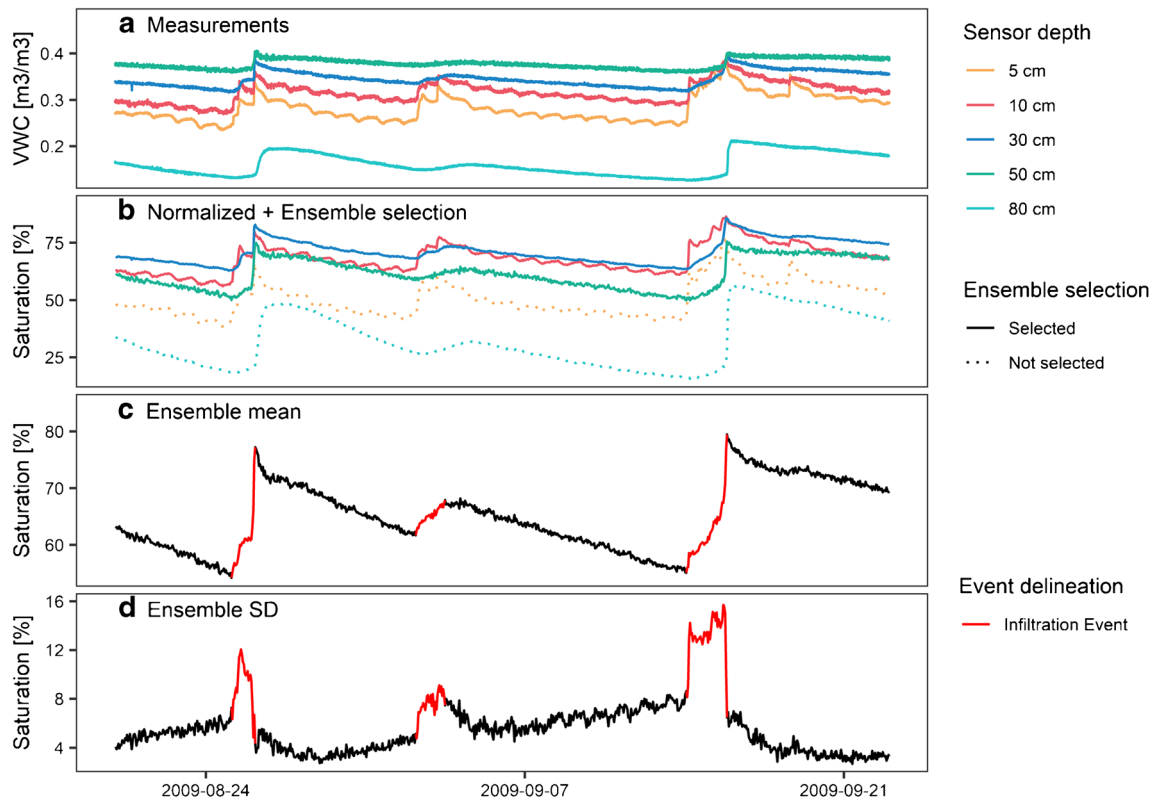 a Measurements
VWC [m3/m3]
0.4
0.3
0.2
b Normalized + Ensemble selection
Saturation [%]
75
50
25
c Ensemble mean
Saturation [%]
80
70
60
d Ensemble SD
Saturation [%]
16
12
8
4
2009-08-24
2009-09-07
2009-09-21
Sensor depth
5 cm
10 cm
30 cm
50 cm
80 cm
Ensemble selection
Selected
Not selected
Event delineation
Infiltration Event